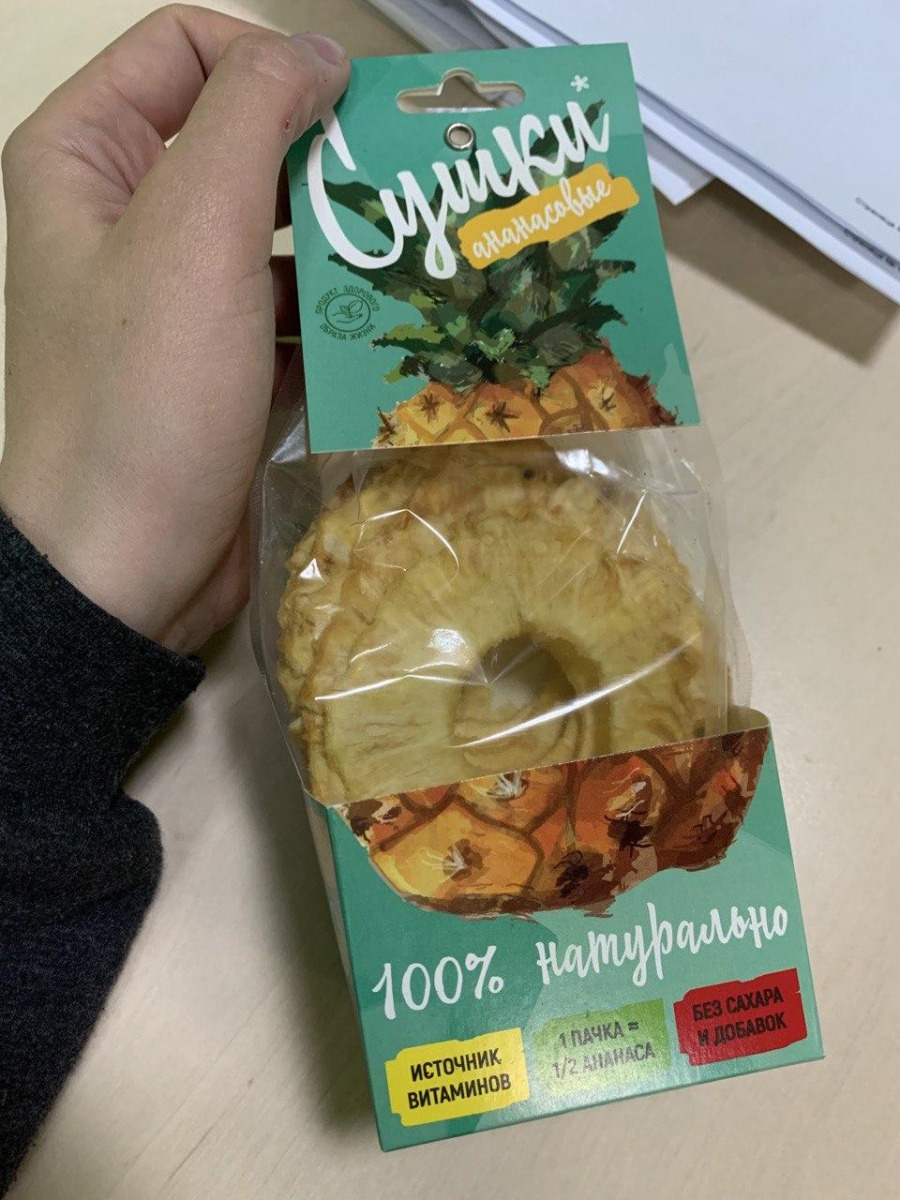 Сушки*
ананасовые
ПРОДУКТ ЗДОРОВОГО
ОБРАЗА ЖИЗНИ
100% натурально
ИСТОЧНИК
ВИТАМИНОВ
1 ПАЧКА =
1/2 АНАНАСА
БЕЗ САХАРА
И ДОБАВОК